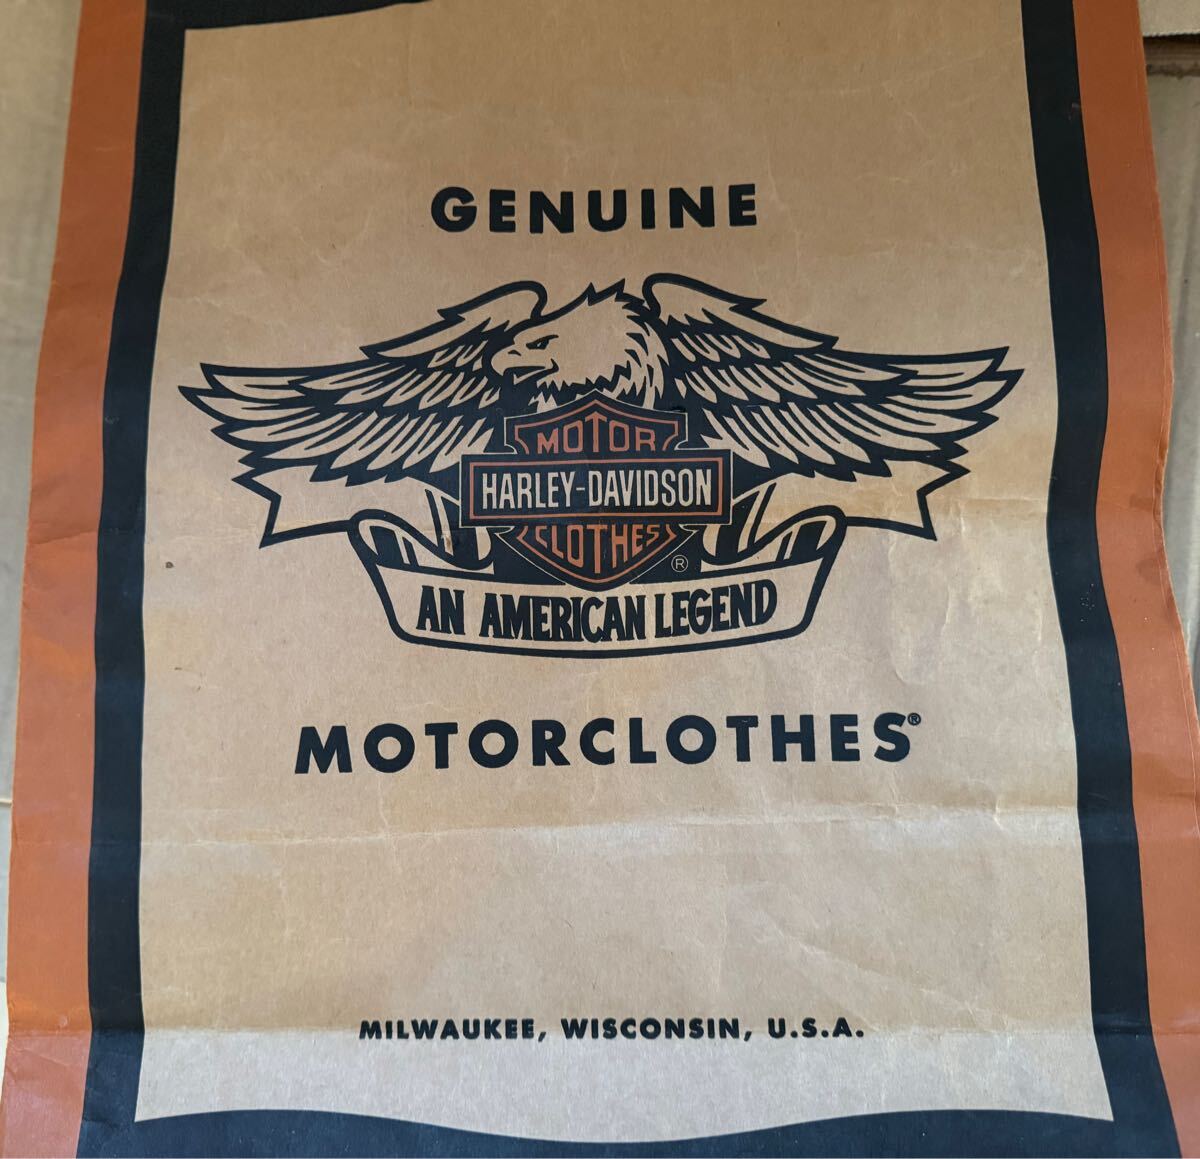 GENUINE
MOTOR
HARLEY-DAVIDSON
CLOTHES
®
AN AMERICAN LEGEND
MOTORCLOTHES®
MILWAUKEE, WISCONSIN, U.S.A.